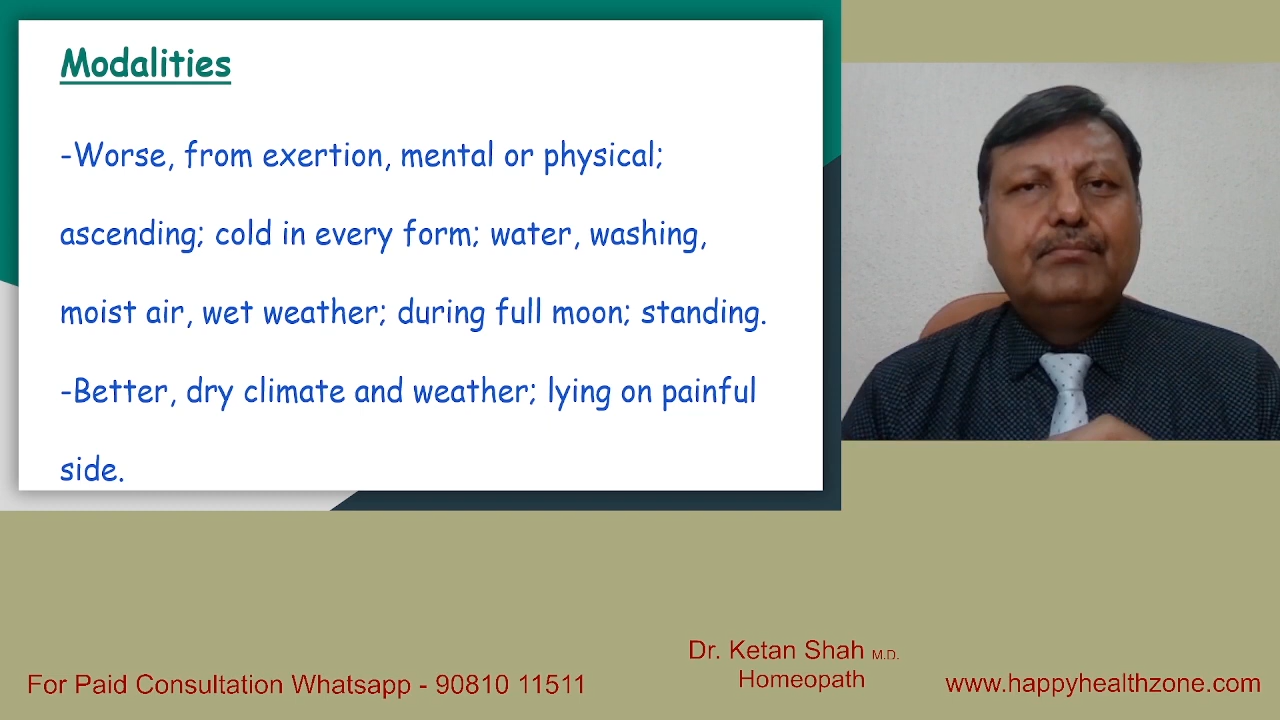 Modalities
-Worse, from exertion, mental or physical;
ascending; cold in every form; water, washing,
moist air, wet weather; during full moon; standing.
-Better, dry climate and weather; lying on painful
side.
Dr. Ketan Shah M.D.
Homeopath
For Paid Consultation Whatsapp - 90810 11511
www.happyhealthzone.com